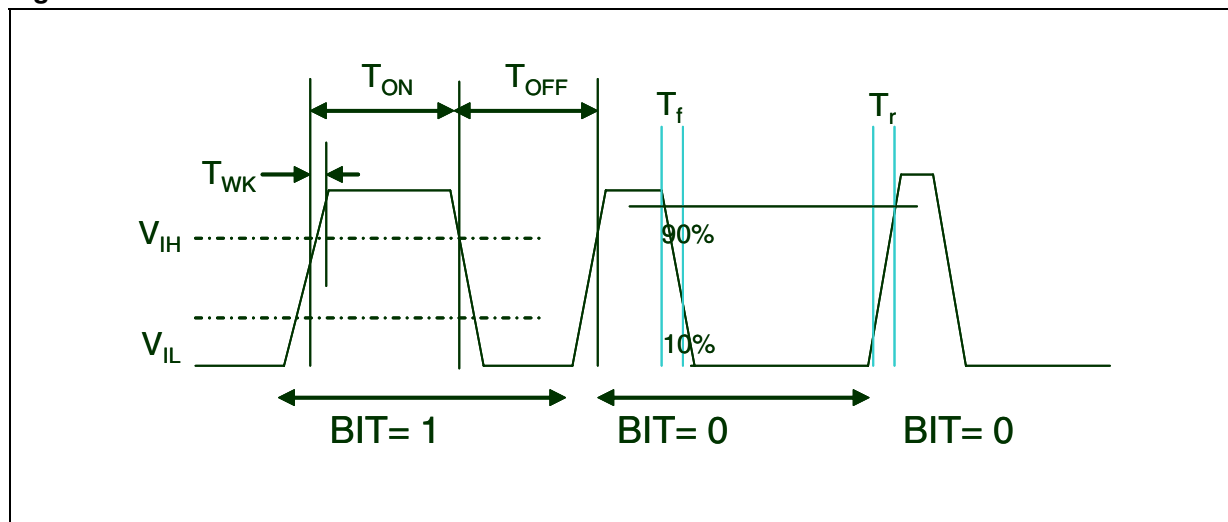 TON
TOFF
Tf
Tr
TWK
VIH
90%
VIL
10%
BIT= 1
BIT= 0
BIT= 0